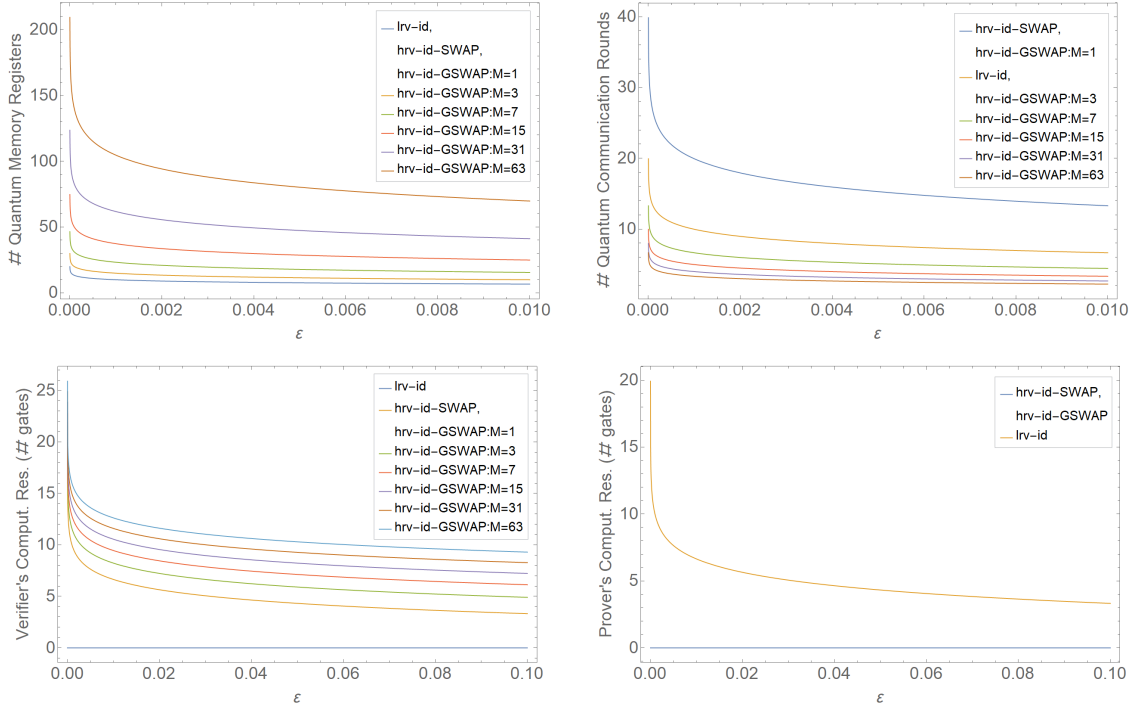 # Quantum Memory Registers
200
150
100
50
0
0.000 0.002 0.004 0.006 0.008 0.010
ε
lrv-id,
hrv-id-SWAP,
hrv-id-GSWAP:M=1
hrv-id-GSWAP:M=3
hrv-id-GSWAP:M=7
hrv-id-GSWAP:M=15
hrv-id-GSWAP:M=31
hrv-id-GSWAP:M=63
# Quantum Communication Rounds
40
30
20
10
0.000 0.002 0.004 0.006 0.008 0.010
ε
hrv-id-SWAP,
hrv-id-GSWAP:M=1
lrv-id,
hrv-id-GSWAP:M=3
hrv-id-GSWAP:M=7
hrv-id-GSWAP:M=15
hrv-id-GSWAP:M=31
hrv-id-GSWAP:M=63
Verifier's Comput. Res. (# gates)
25
20
15
10
5
0
0.00 0.02 0.04 0.06 0.08 0.10
ε
lrv-id
hrv-id-SWAP,
hrv-id-GSWAP:M=1
hrv-id-GSWAP:M=3
hrv-id-GSWAP:M=7
hrv-id-GSWAP:M=15
hrv-id-GSWAP:M=31
hrv-id-GSWAP:M=63
Prover's Comput. Res. (# gates)
20
15
10
5
0
0.00 0.02 0.04 0.06 0.08 0.10
ε
hrv-id-SWAP,
hrv-id-GSWAP
lrv-id